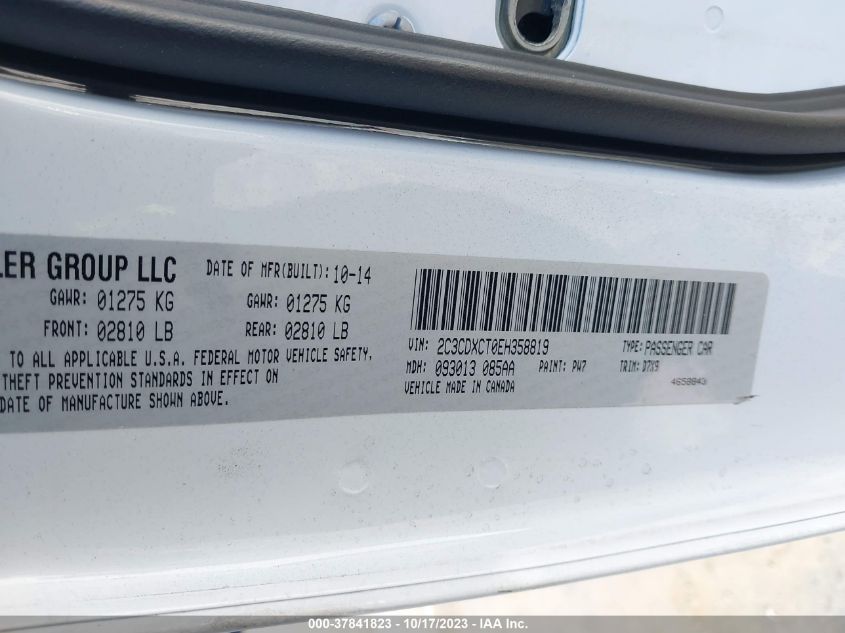 LER GROUP LLC DATE OF MFR(BUILT): 10-14
GAWR: 01275 KG GAWR: 01275 KG
FRONT: 02810 LB REAR: 02810 LB
TO ALL APPLICABLE U.S.A. FEDERAL MOTOR VEHICLE SAFETY,
THEFT PREVENTION STANDARDS IN EFFECT ON
DATE OF MANUFACTURE SHOWN ABOVE.
VIN: 2C3CDXCT0EH358819 TYPE: PASSENGER CAR
MDH: 093013 085AA PAINT: PW7 TRIM: D7X9
VEHICLE MADE IN CANADA 4658843
000-37841823 - 10/17/2023 - IAA Inc.